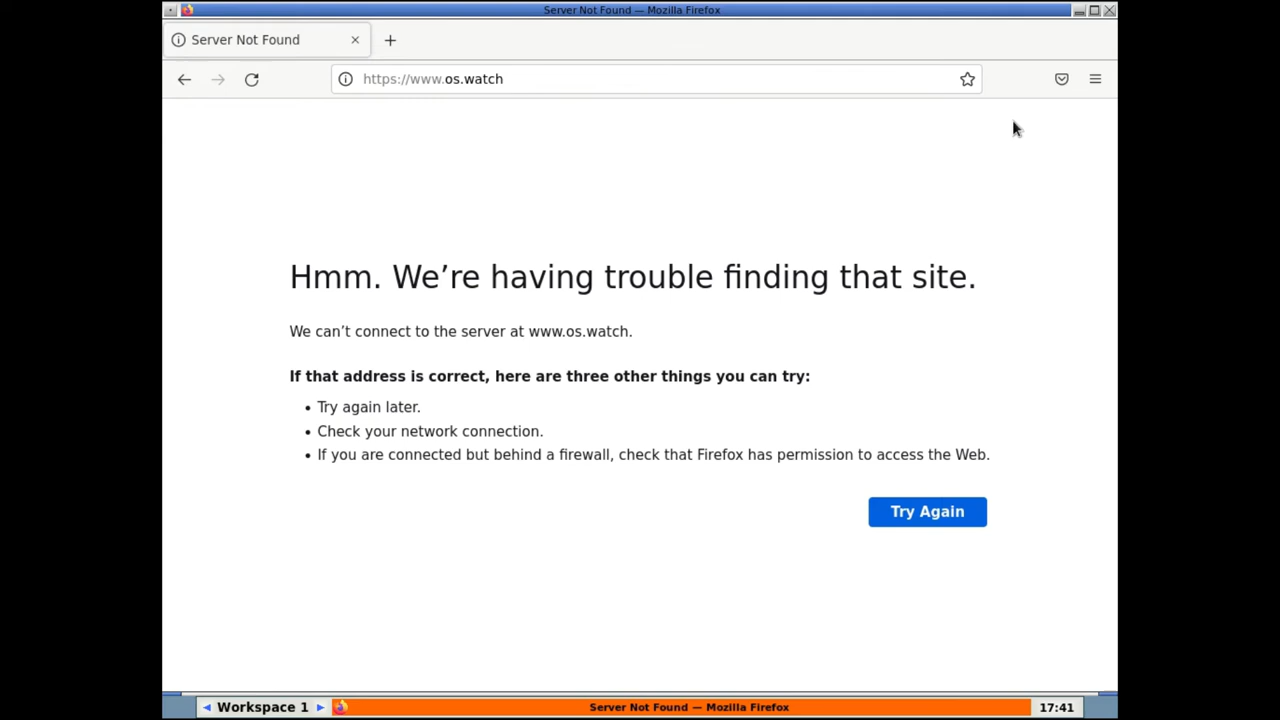 Server Not Found — Mozilla Firefox
Server Not Found
https://www.os.watch
Hmm. We’re having trouble finding that site.
We can’t connect to the server at www.os.watch.
If that address is correct, here are three other things you can try:
• Try again later.
• Check your network connection.
• If you are connected but behind a firewall, check that Firefox has permission to access the Web.
Try Again
Workspace 1 Server Not Found — Mozilla Firefox 17:41